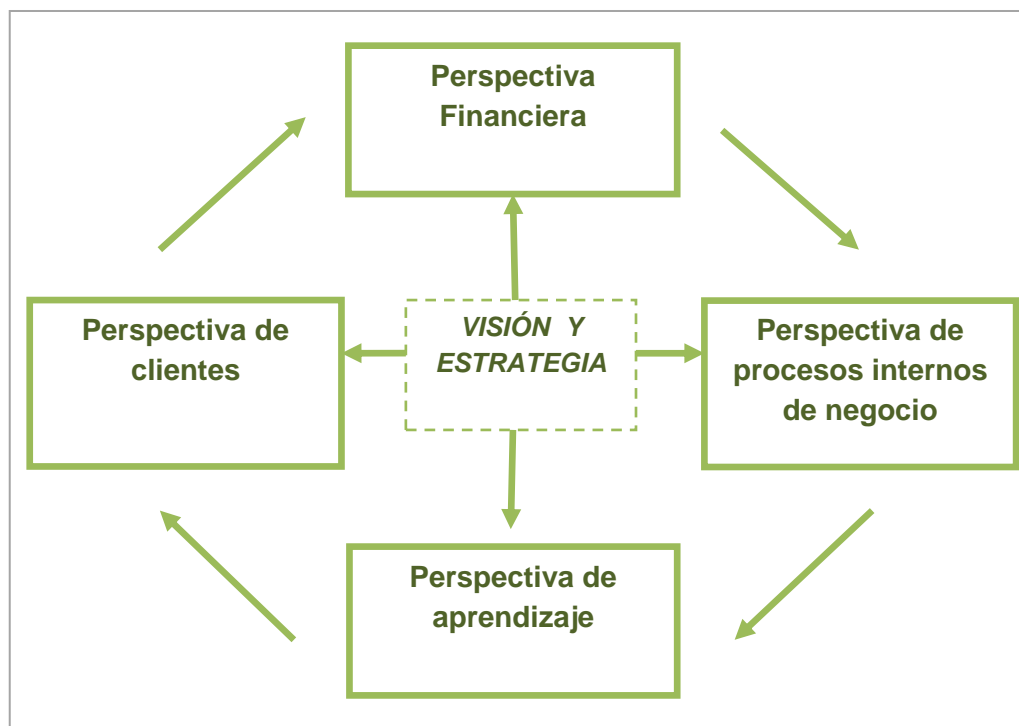 Perspectiva
Financiera
Perspectiva de
clientes
VISIÓN Y
ESTRATEGIA
Perspectiva de
procesos internos
de negocio
Perspectiva de
aprendizaje